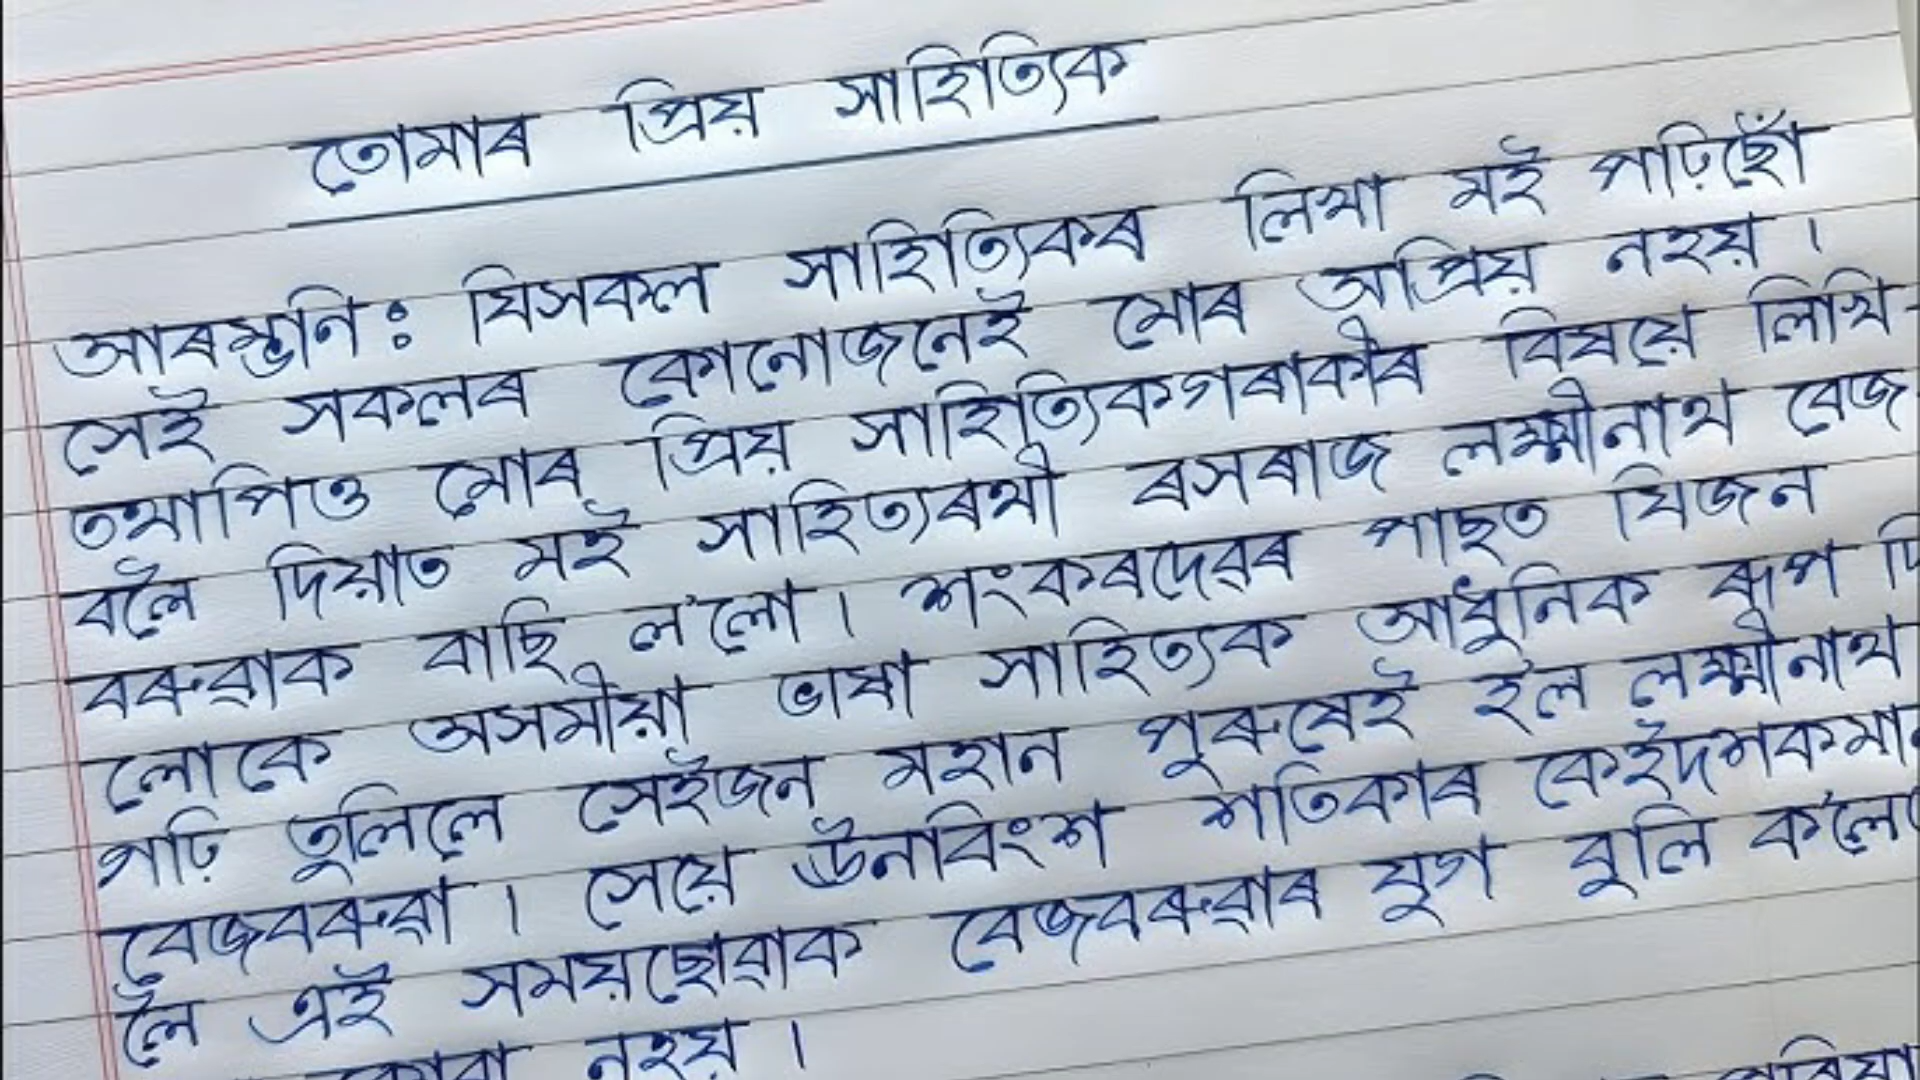 তোমাৰ প্ৰিয় সাহিত্যিক
আৰম্ভনি : যিসকল সাহিত্যিকৰ লিখা মই পঢ়িছোঁ
সেই সকলৰ কোনোজনেই মোৰ অপ্ৰিয় নহয় ।
তথাপিও মোৰ প্ৰিয় সাহিত্যিকগৰাকীৰ বিষয়ে লিখি-
বলৈ দিয়াত মই সাহিত্যৰথী ৰসৰাজ লক্ষ্মীনাথ বেজ
বৰুৱাক বাছি ল'লো । শংকৰদেৱৰ পাছত যিজন
লোকে অসমীয়া ভাষা সাহিত্যক আধুনিক ৰূপ দি
গঢ়ি তুলিলে সেইজন মহান পুৰুষেই হ'ল লক্ষ্মীনাথ
বেজবৰুৱা । সেয়ে ঊনবিংশ শতিকাৰ কেইদশকমান
লৈ এই সময়ছোৱাক বেজবৰুৱাৰ যুগ বুলি ক'লে
নহয় ।